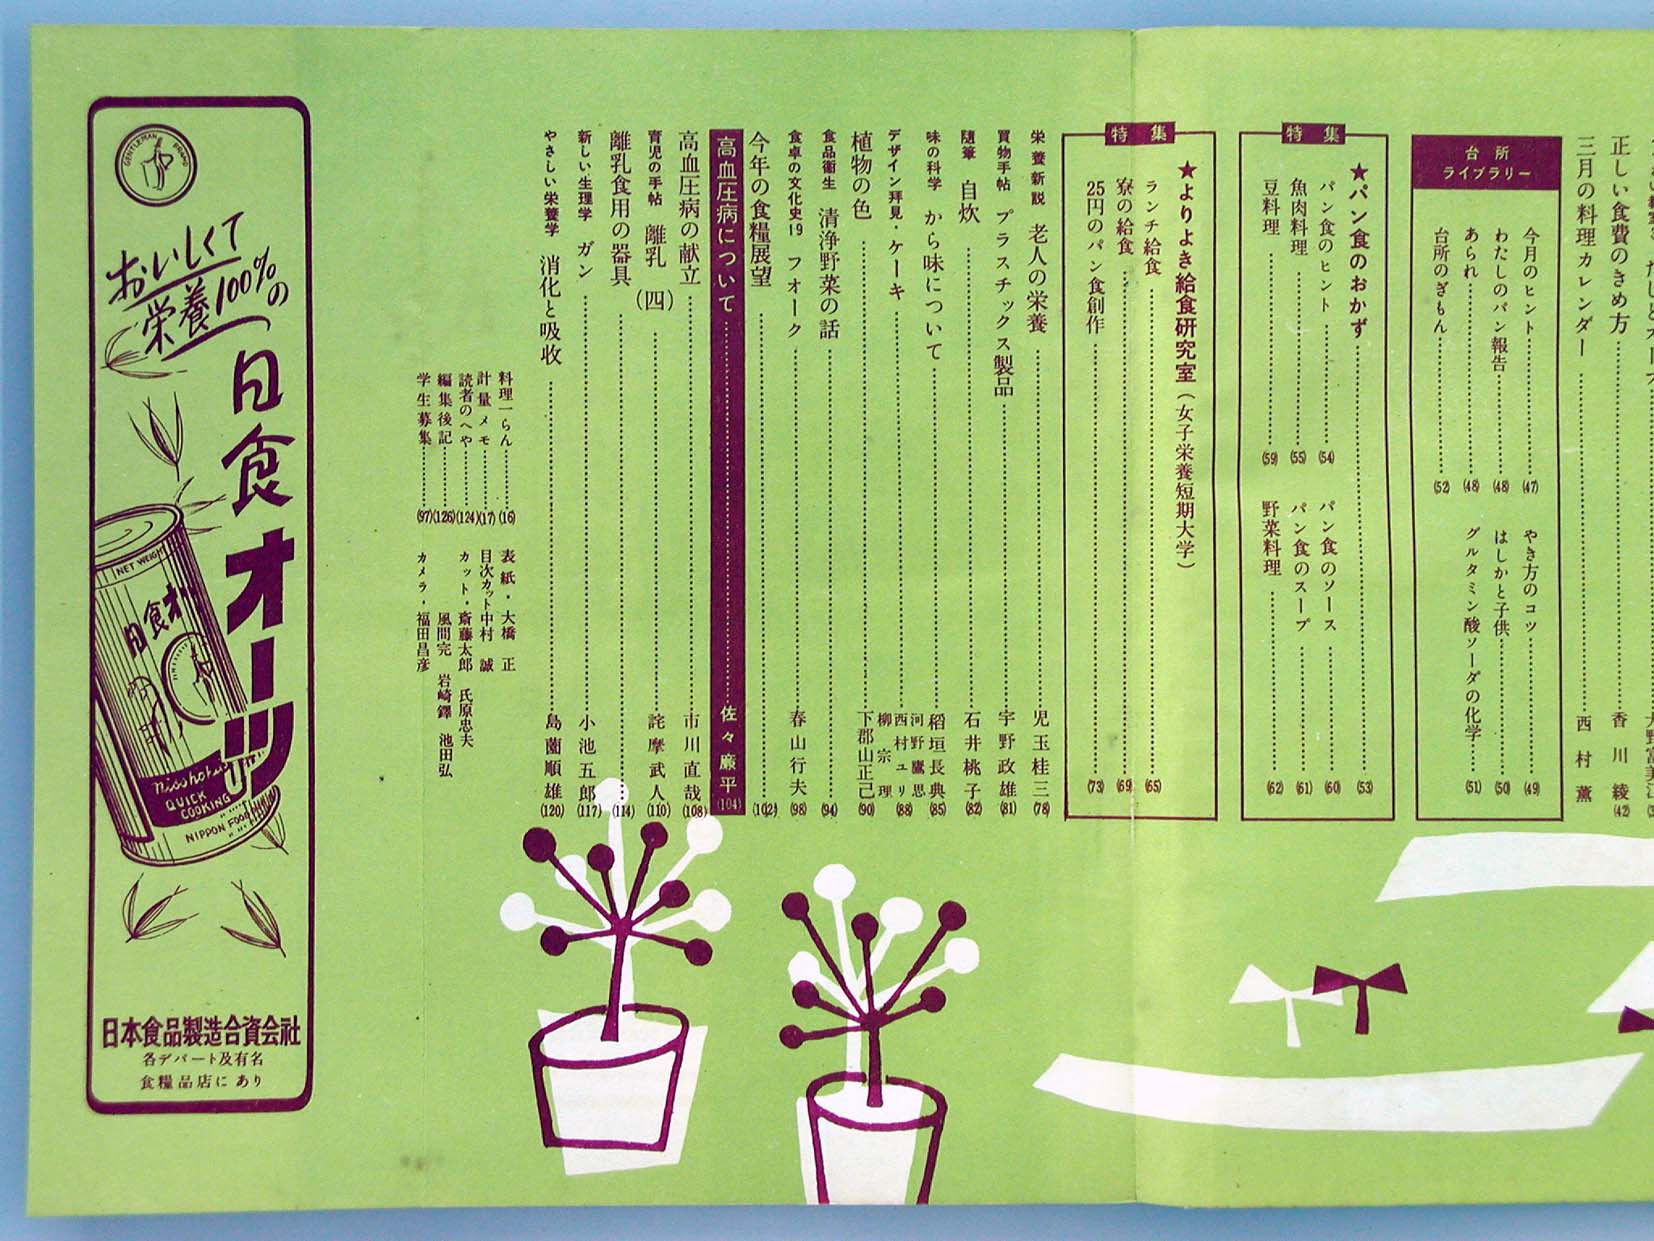 正しい食費のきめ方 香川綾 (42)
三月の料理カレンダー 西村薫
台所
ライブラリー
今月のヒント (47)
わたしのパン報告 (48)
あられ (48)
台所のぎもん (52)
やき方のコツ (49)
はしかと子供 (50)
グルタミン酸ソーダの化学 (51)
特集
★パン食のおかず (53)
パン食のヒント (54)
魚肉料理 (55)
豆料理 (59)
パン食のソース (60)
パン食のスープ (61)
野菜料理 (62)
特集
★よりよき給食研究室(女子栄養短期大学)
ランチ給食 (65)
寮の給食 (69)
25円のパン食創作 (73)
栄養新説 老人の栄養 児玉桂三 (78)
買物手帖 プラスチックス製品 宇野政雄 (81)
随筆 自炊 石井桃子 (82)
味の科学 から味について 稲垣長典 (85)
デザイン拝見・ケーキ 河野鷹思 西村ユリ 柳宗理 (88)
植物の色 下郡山正己 (90)
食品衛生 清浄野菜の話 (94)
食卓の文化史19 フォーク 春山行夫 (98)
今年の食糧展望 (102)
高血圧病について 佐々廉平 (104)
高血圧病の献立 市川直哉 (108)
育児の手帖 離乳(四) 詫摩武人 (110)
離乳食用の器具 (114)
新しい生理学 ガン 小池五郎 (117)
やさしい栄養学 消化と吸収 島薗順雄 (120)
料理一らん (16)
計量メモ (17)
読者のへや (124)
編集後記 (126)
学生募集 (97)
表紙・大橋正
目次カット 中村誠
カット・斎藤太郎 氏原忠夫
風間完 岩崎鐸 池田弘
カメラ・福田昌彦
GENTLEMAN BRAND
おいしくて
栄養100%の
日食オーツ
NET WEIGHT
日食オ
Nisshoku
QUICK
COOKING
NIPPON FOOD
日本食品製造合資会社
各デパート及有名
食糧品店にあり